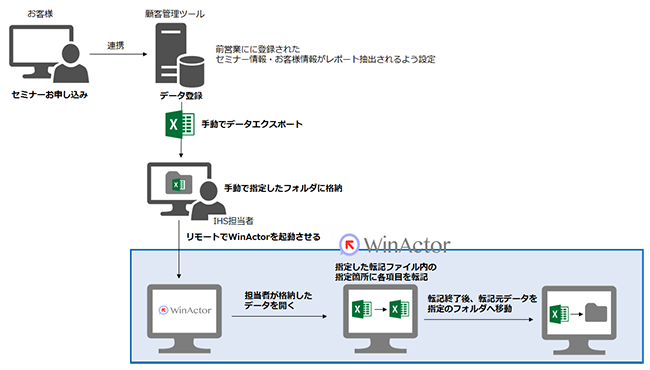 お客様
顧客管理ツール
連携
前営業にに登録された
セミナー情報・お客様情報がレポート抽出されるよう設定
セミナーお申し込み
データ登録
手動でデータエクスポート
手動で指定したフォルダに格納
IHS担当者
リモートでWinActorを起動させる
WinActor
指定した転記ファイル内の
指定箇所に各項目を転記
WinActor
担当者が格納した
データを開く
転記終了後、転記元データを
指定のフォルダへ移動